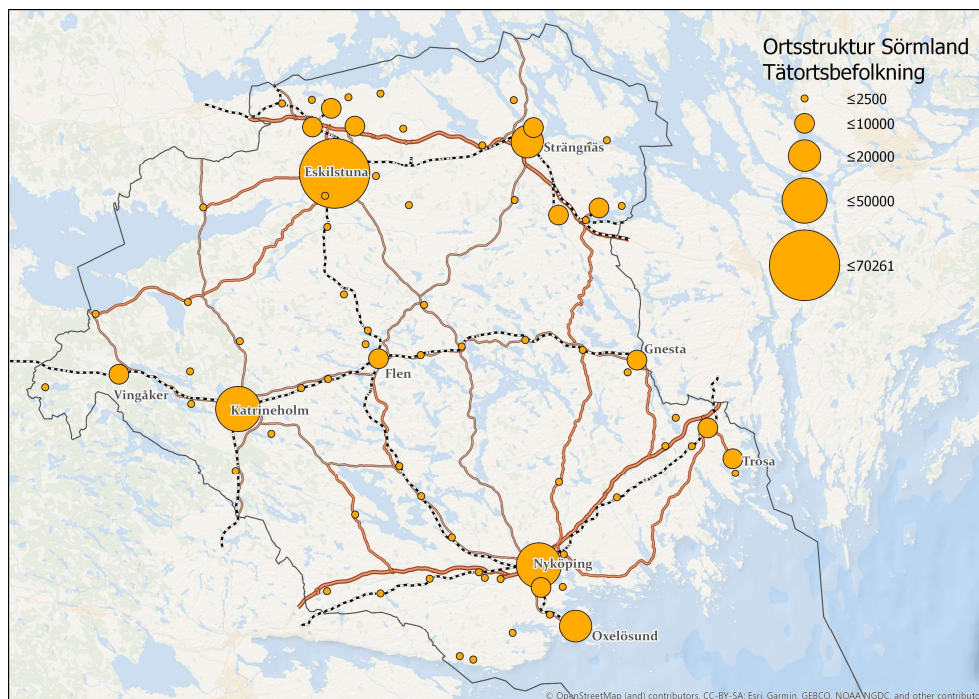 Ortsstruktur Sörmland
Tätortsbefolkning
≤2500
≤10000
≤20000
≤50000
≤70261
Strängnäs
Eskilstuna
Gnesta
Flen
Vingåker
Katrineholm
Trosa
Nyköping
Oxelösund
© OpenStreetMap (and) contributors, CC-BY-SA; Esri, Garmin, GEBCO, NOAA NGDC, and other contributors